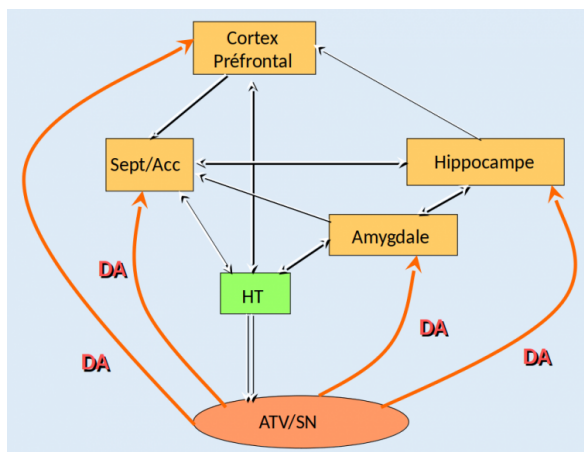 Cortex
Préfrontal
Sept/Acc
Hippocampe
Amygdale
DA
HT
DA
DA
DA
ATV/SN